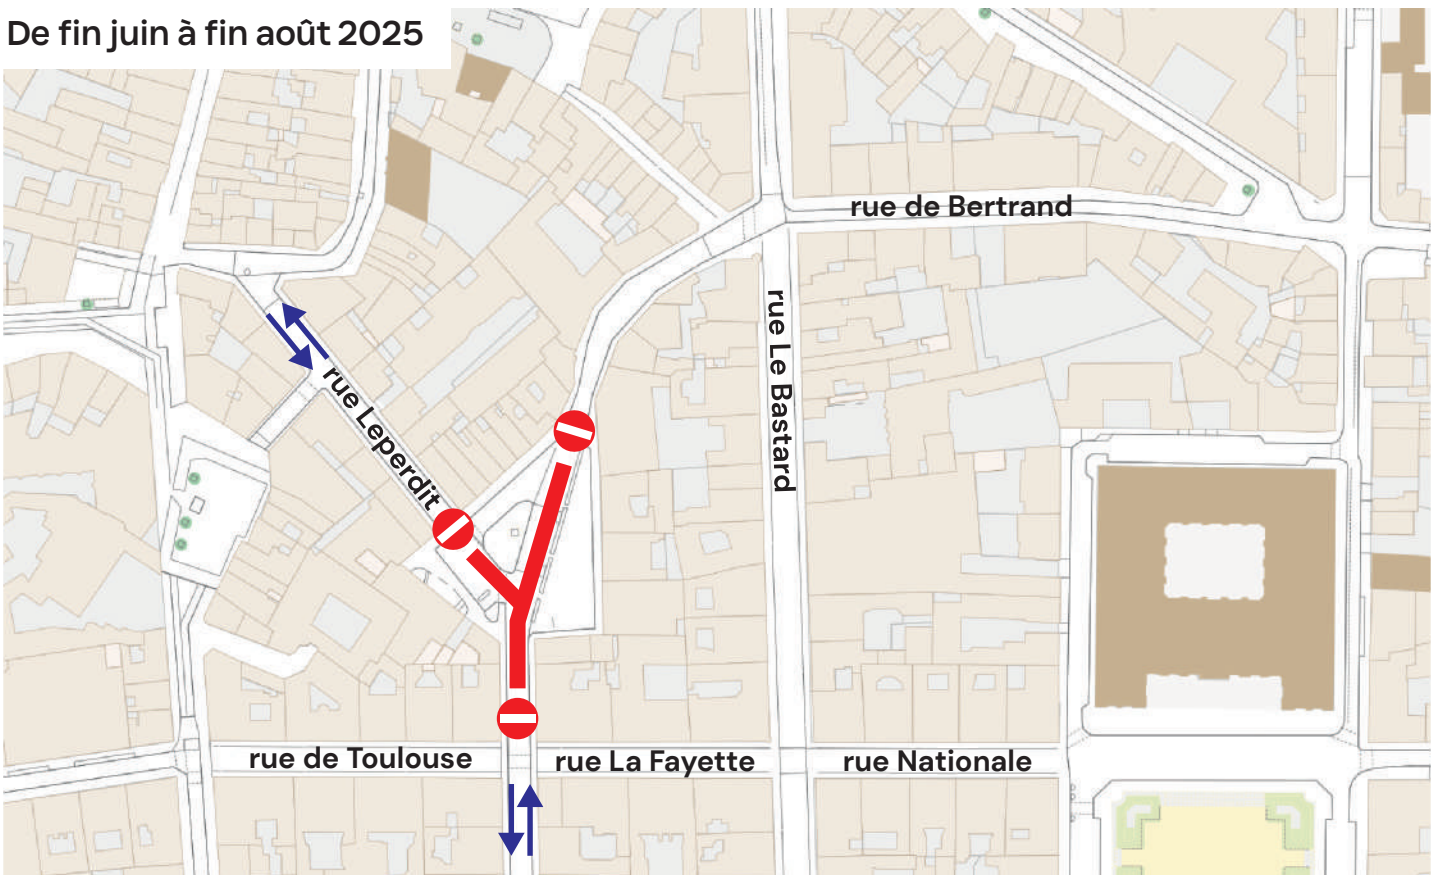 De fin juin à fin août 2025
rue de Bertrand
rue Le Bastard
rue Leperdit
rue de Toulouse
rue La Fayette
rue Nationale